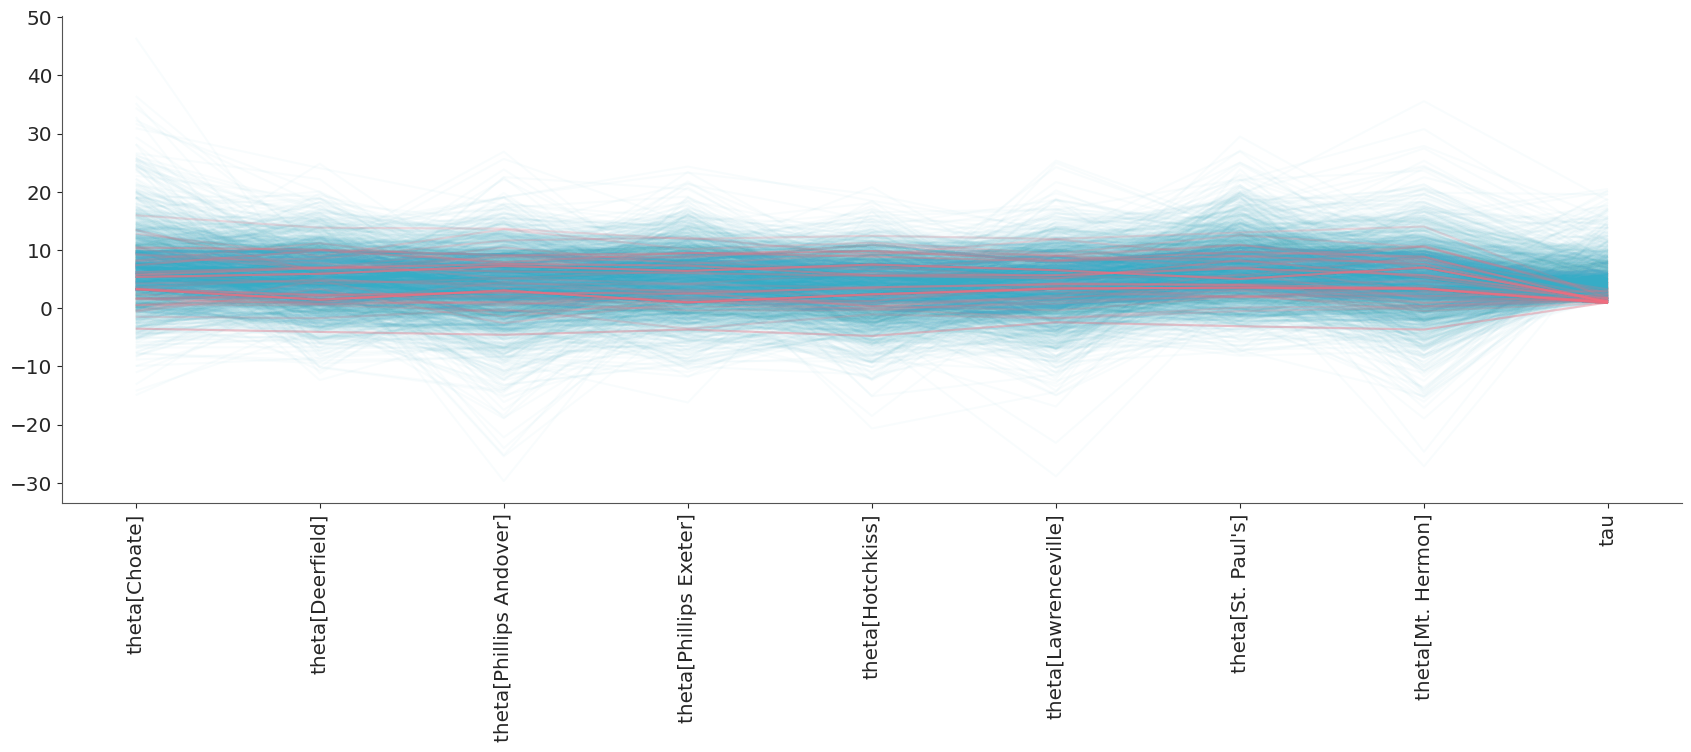 50
40
30
20
10
0
−10
−20
−30
theta[Choate]
theta[Deerfield]
theta[Phillips Andover]
theta[Phillips Exeter]
theta[Hotchkiss]
theta[Lawrenceville]
theta[St. Paul's]
theta[Mt. Hermon]
tau